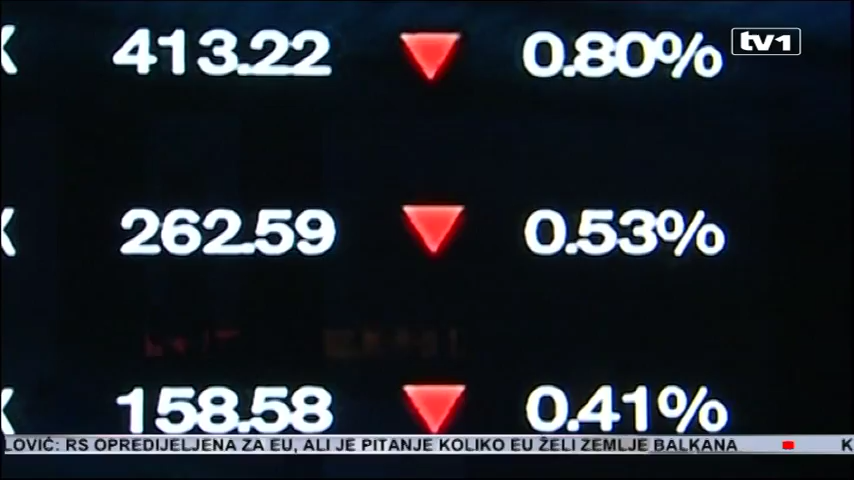 tv1
X 413.22 0.80%
X 262.59 0.53%
X 158.58 0.41%
LOVIĆ: RS OPREDIJELJENA ZA EU, ALI JE PITANJE KOLIKO EU ŽELI ZEMLJE BALKANA K